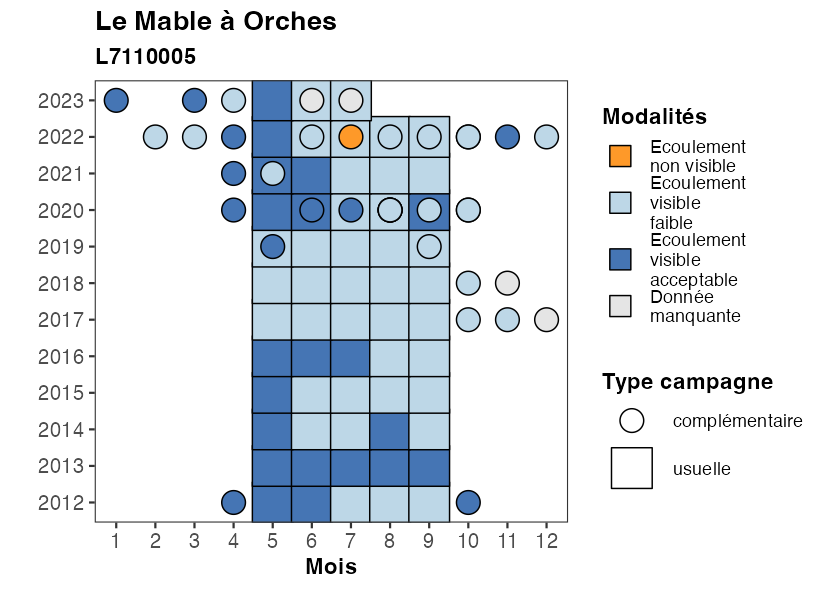 Le Mable à Orches
L7110005
2023
2022
2021
2020
2019
2018
2017
2016
2015
2014
2013
2012
1 2 3 4 5 6 7 8 9 10 11 12
Mois
Modalités
Ecoulement
non visible
Ecoulement
visible
faible
Ecoulement
visible
acceptable
Donnée
manquante
Type campagne
complémentaire
usuelle